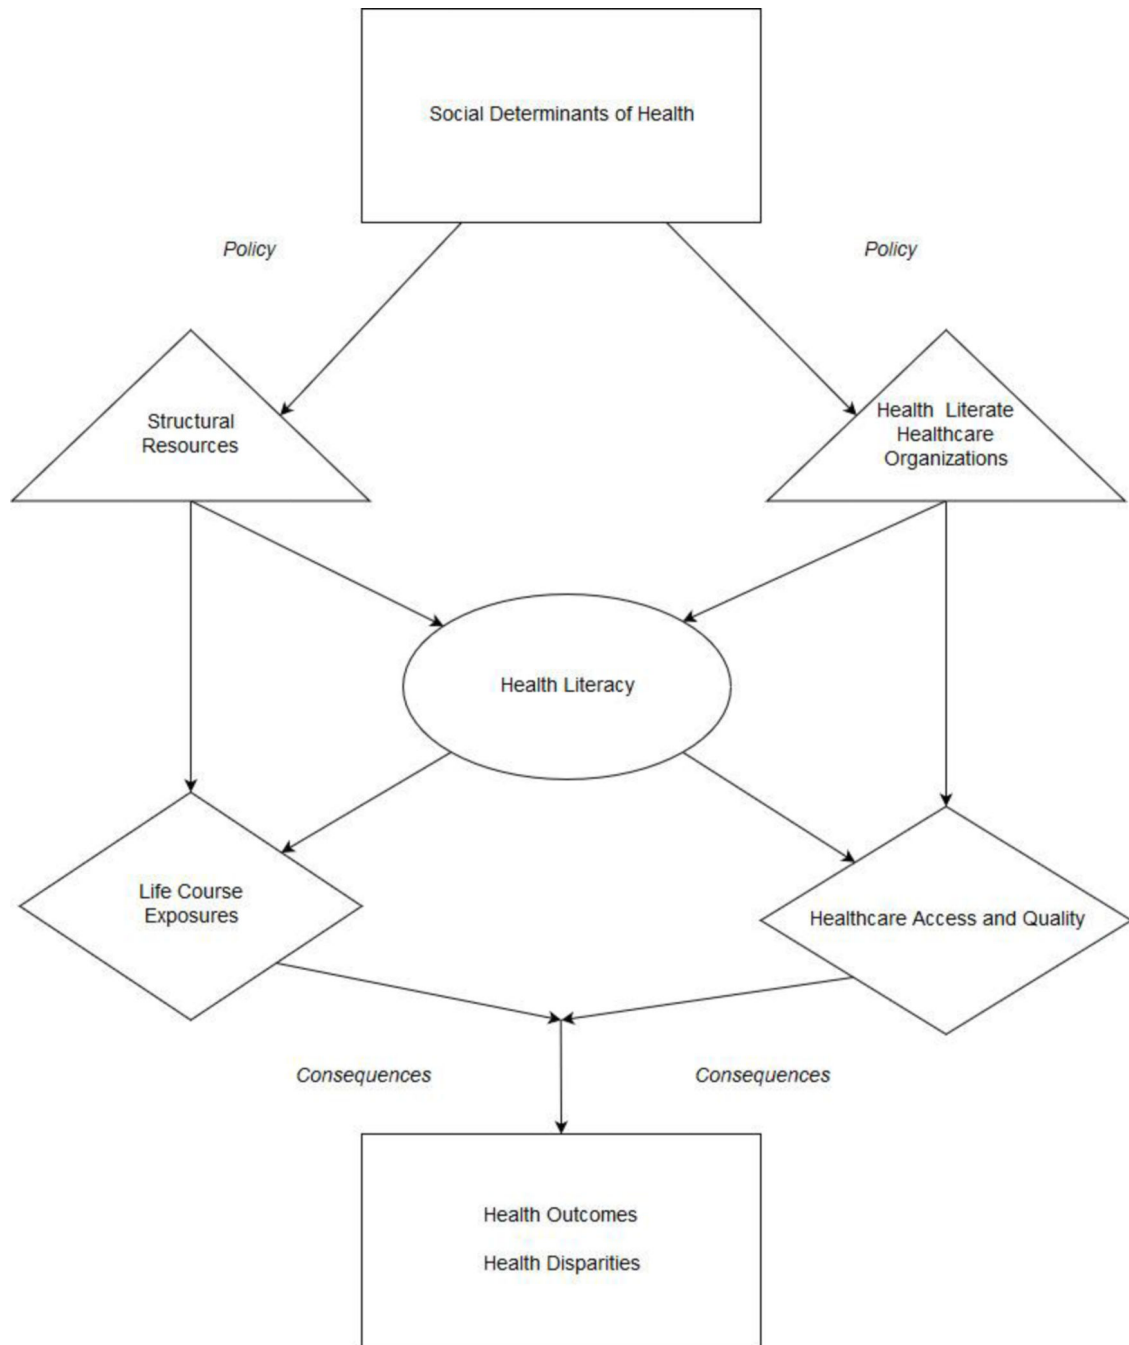 Social Determinants of Health
Policy
Policy
Structural
Resources
Health Literate
Healthcare
Organizations
Health Literacy
Life Course
Exposures
Healthcare Access and Quality
Consequences
Consequences
Health Outcomes
Health Disparities